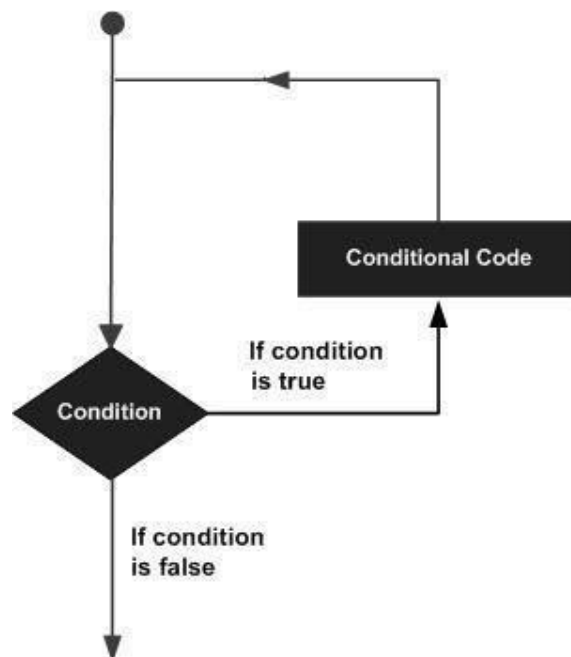 Conditional Code
If condition
is true
Condition
If condition
is false